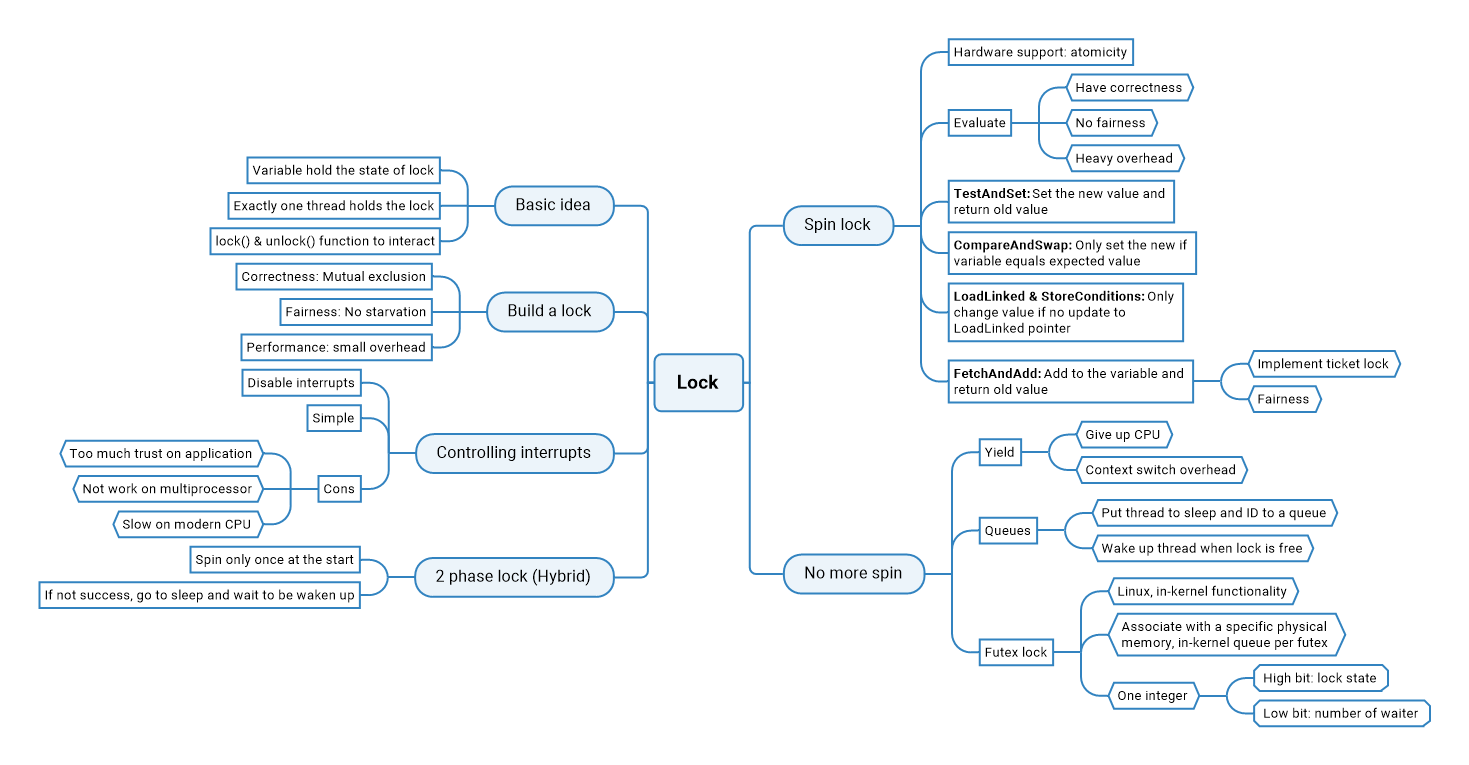 Lock
Basic idea
Variable hold the state of lock
Exactly one thread holds the lock
lock() & unlock() function to interact
Build a lock
Correctness: Mutual exclusion
Fairness: No starvation
Performance: small overhead
Controlling interrupts
Disable interrupts
Simple
Cons
Too much trust on application
Not work on multiprocessor
Slow on modern CPU
2 phase lock (Hybrid)
Spin only once at the start
If not success, go to sleep and wait to be waken up
Spin lock
Hardware support: atomicity
Evaluate
Have correctness
No fairness
Heavy overhead
TestAndSet: Set the new value and
return old value
CompareAndSwap: Only set the new if
variable equals expected value
LoadLinked & StoreConditions: Only
change value if no update to
LoadLinked pointer
FetchAndAdd: Add to the variable and
return old value
Implement ticket lock
Fairness
No more spin
Yield
Give up CPU
Context switch overhead
Queues
Put thread to sleep and ID to a queue
Wake up thread when lock is free
Futex lock
Linux, in-kernel functionality
Associate with a specific physical
memory, in-kernel queue per futex
One integer
High bit: lock state
Low bit: number of waiter